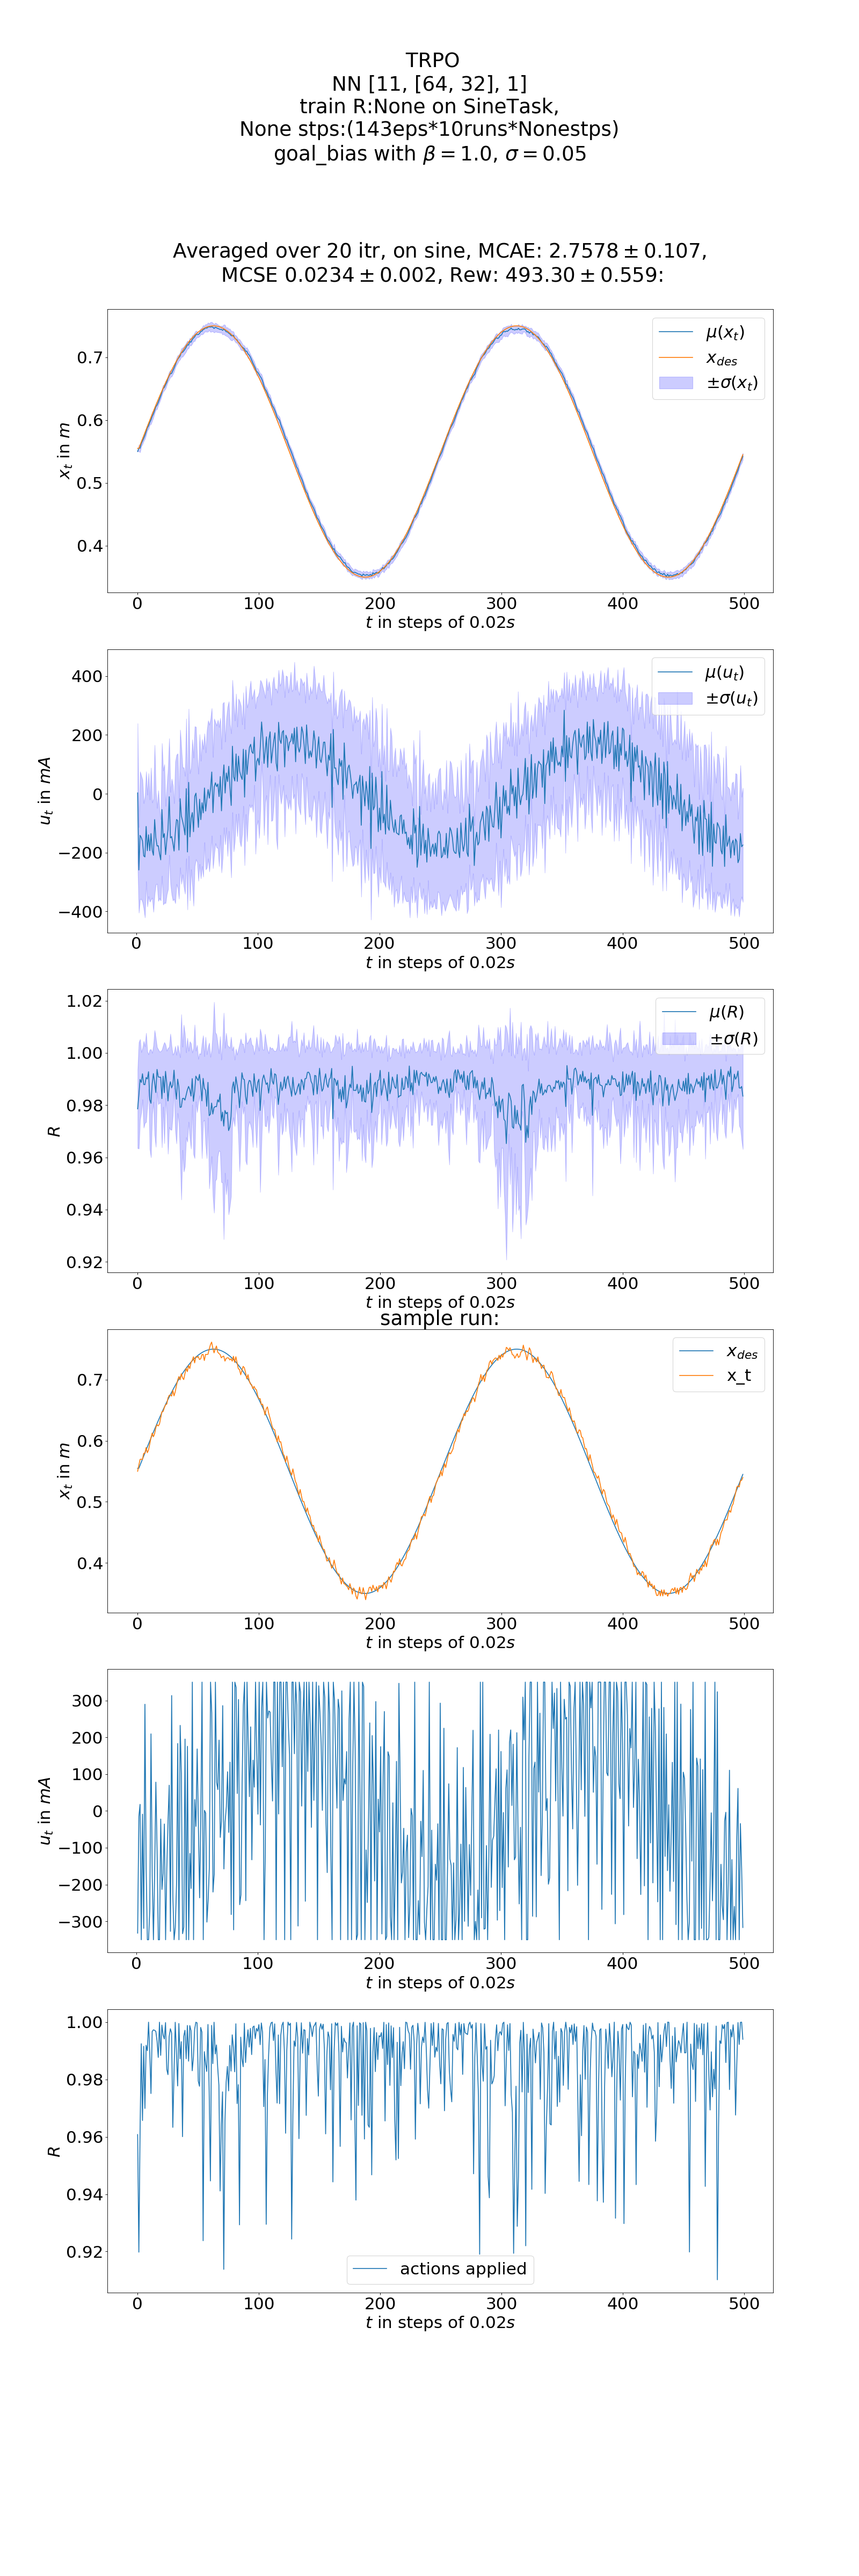 TRPO
NN [11, [64, 32], 1]
train R:None on SineTask,
None stps:(143eps*10runs*Nonestps)
goal_bias with β = 1.0, σ = 0.05
Averaged over 20 itr, on sine, MCAE: 2.7578 ± 0.107,
MCSE 0.0234 ± 0.002, Rew: 493.30 ± 0.559:
μ(x_t)
x_des
±σ(x_t)
0.7
0.6
0.5
0.4
x_t in m
0 100 200 300 400 500
t in steps of 0.02s
μ(u_t)
±σ(u_t)
400
200
0
−200
−400
u_t in mA
0 100 200 300 400 500
t in steps of 0.02s
μ(R)
±σ(R)
1.02
1.00
0.98
0.96
0.94
0.92
R
0 100 200 300 400 500
t in steps of 0.02s
sample run:
x_des
x_t
0.7
0.6
0.5
0.4
x_t in m
0 100 200 300 400 500
t in steps of 0.02s
300
200
100
0
−100
−200
−300
u_t in mA
0 100 200 300 400 500
t in steps of 0.02s
1.00
0.98
0.96
0.94
0.92
R
actions applied
0 100 200 300 400 500
t in steps of 0.02s